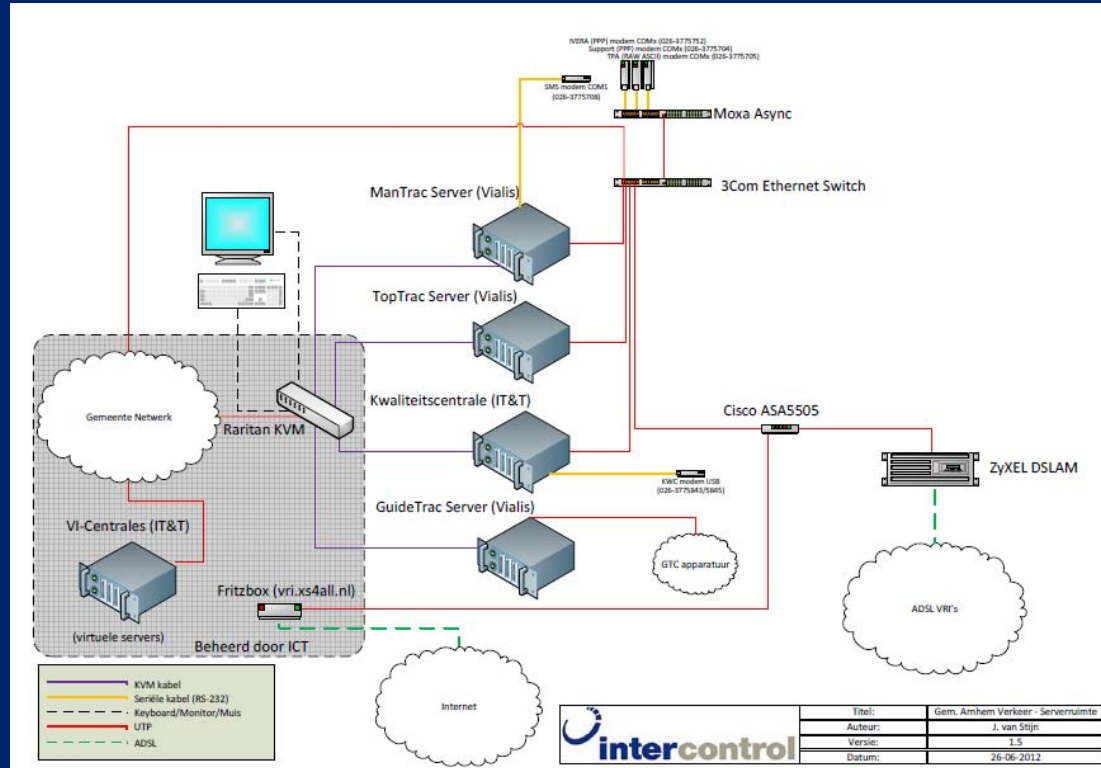 IVERA (PPP) modem COMx (026-3775752)
Support (PPP) modem COMx (026-3775704)
TPA (RAW ASCII) modem COMx (026-3775705)
SMS modem COM1
(026-3775708)
Moxa Async
3Com Ethernet Switch
ManTrac Server (Vialis)
TopTrac Server (Vialis)
Kwaliteitscentrale (IT&T)
Cisco ASA5505
Gemeente Netwerk
Raritan KVM
ZyXEL DSLAM
KWC modem USB
(026-3775843/5845)
GuideTrac Server (Vialis)
VI-Centrales (IT&T)
GTC apparatuur
Fritzbox (vri.xs4all.nl)
ADSL VRI's
(virtuele servers)
Beheerd door ICT
KVM kabel
Seriële kabel (RS-232)
Keyboard/Monitor/Muis
UTP
ADSL
Internet
intercontrol
Titel: Gem. Arnhem Verkeer - Serverruimte
Auteur: J. van Stijn
Versie: 1.5
Datum: 26-06-2012